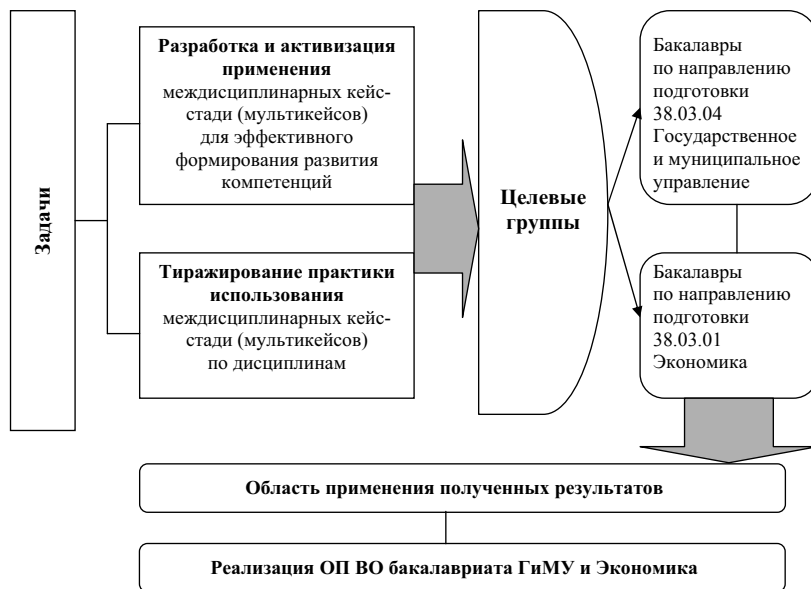 Задачи
Разработка и активизация
применения
междисциплинарных кейс-
стади (мультикейсов)
для эффективного
формирования развития
компетенций
Тиражирование практики
использования
междисциплинарных кейс-
стади (мультикейсов)
по дисциплинам
Целевые
группы
Бакалавры
по направлению
подготовки
38.03.04
Государственное
и муниципальное
управление
Бакалавры
по направлению
подготовки
38.03.01
Экономика
Область применения полученных результатов
Реализация ОП ВО бакалавриата ГиМУ и Экономика